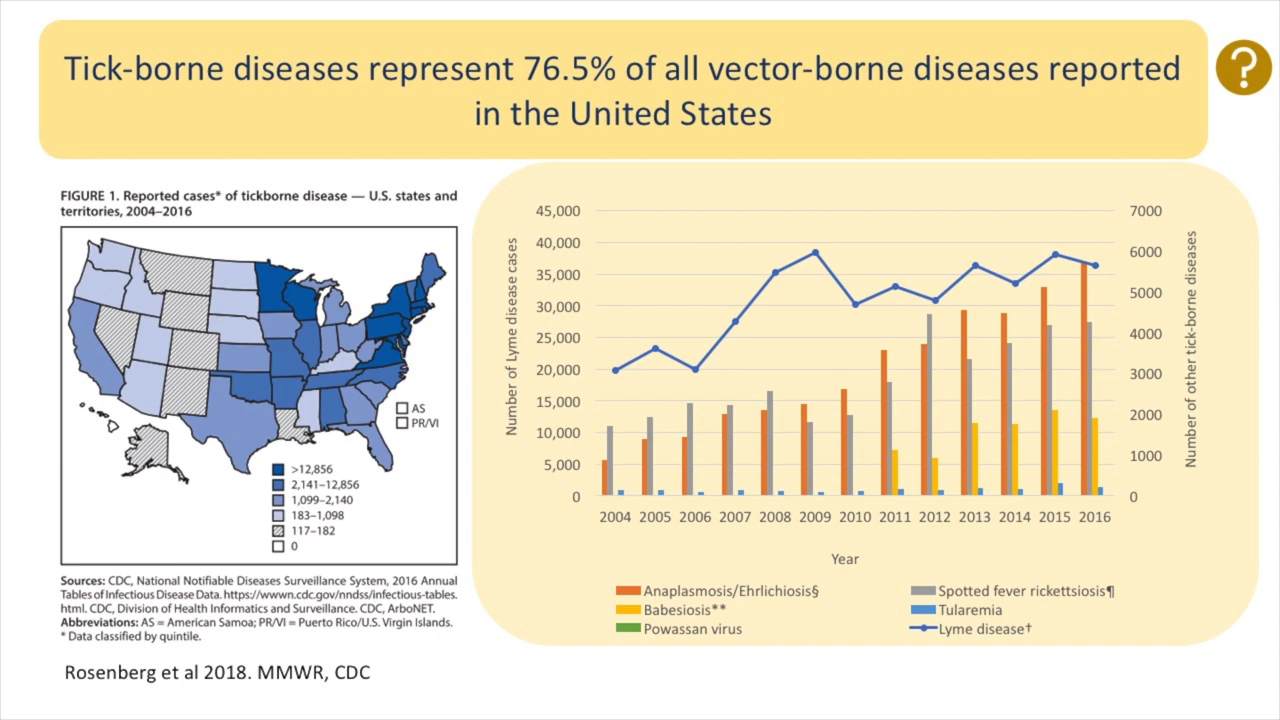 Tick-borne diseases represent 76.5% of all vector-borne diseases reported
in the United States
?
FIGURE 1. Reported cases* of tickborne disease — U.S. states and
territories, 2004–2016
AS
PR/VI
>12,856
2,141–12,856
1,099–2,140
183–1,098
117–182
0
Sources: CDC, National Notifiable Diseases Surveillance System, 2016 Annual
Tables of Infectious Disease Data. https://wwwn.cdc.gov/nndss/infectious-tables.
html. CDC, Division of Health Informatics and Surveillance. CDC, ArboNET.
Abbreviations: AS = American Samoa; PR/VI = Puerto Rico/U.S. Virgin Islands.
* Data classified by quintile.
Rosenberg et al 2018. MMWR, CDC
Number of Lyme disease cases
45,000
40,000
35,000
30,000
25,000
20,000
15,000
10,000
5,000
0
7000
6000
5000
4000
3000
2000
1000
0
Number of other tick-borne diseases
2004 2005 2006 2007 2008 2009 2010 2011 2012 2013 2014 2015 2016
Year
Anaplasmosis/Ehrlichiosis§
Spotted fever rickettsiosis¶
Babesiosis**
Tularemia
Powassan virus
Lyme disease†